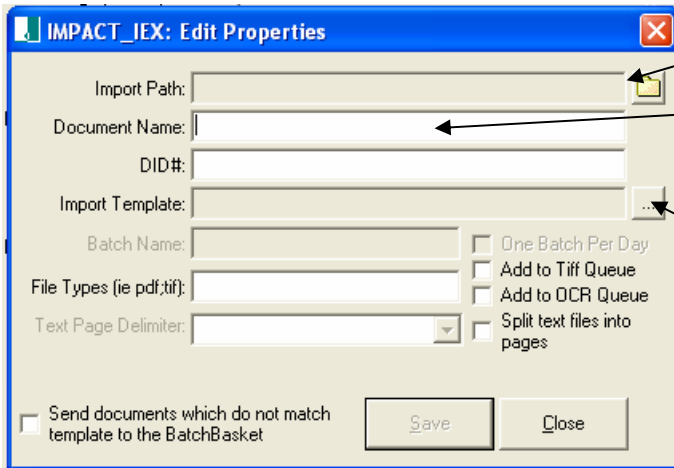 IMPACT_IEX: Edit Properties
Import Path:
Document Name:
DID#:
Import Template:
...
Batch Name:
One Batch Per Day
Add to Tiff Queue
File Types (ie pdf;tif):
Add to OCR Queue
Text Page Delimiter:
Split text files into
pages
Send documents which do not match
template to the BatchBasket
Save
Close